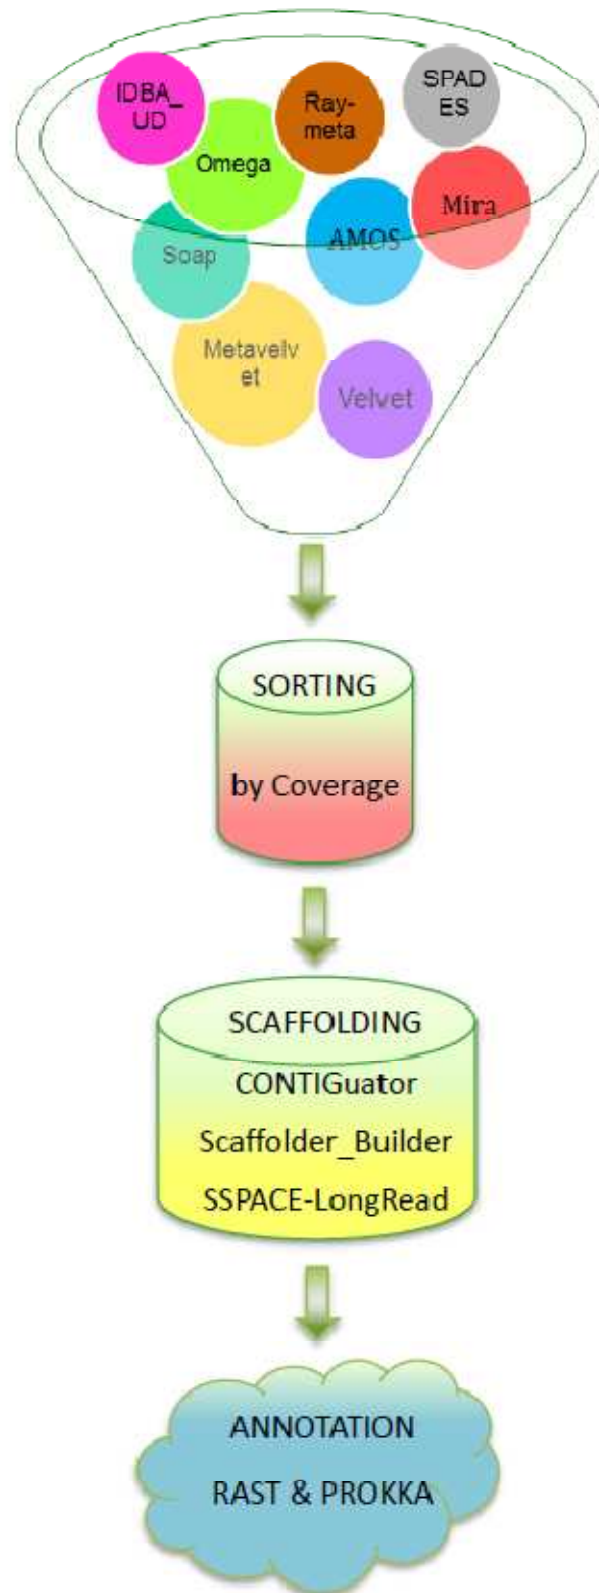 IDBA_
UD
Ray-
meta
SPAD
ES
Omega
Mira
Soap
AMOS
Metavelv
et
Velvet
SORTING
by Coverage
SCAFFOLDING
CONTIGuator
Scaffolder_Builder
SSPACE-LongRead
ANNOTATION
RAST & PROKKA